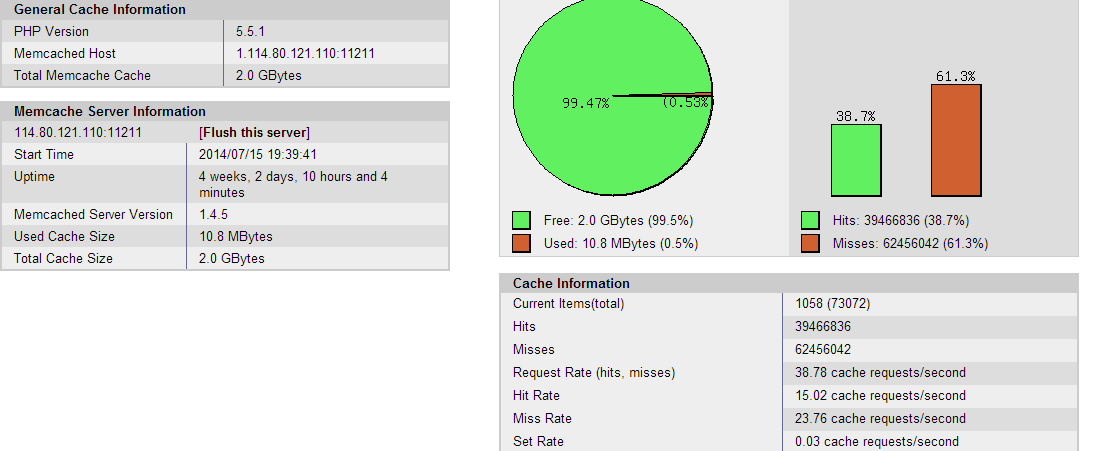 General Cache Information
PHP Version 5.5.1
Memcached Host 1.114.80.121.110:11211
Total Memcache Cache 2.0 GBytes
Memcache Server Information
114.80.121.110:11211 [Flush this server]
Start Time 2014/07/15 19:39:41
Uptime 4 weeks, 2 days, 10 hours and 4
minutes
Memcached Server Version 1.4.5
Used Cache Size 10.8 MBytes
Total Cache Size 2.0 GBytes
99.47% (0.53%
Free: 2.0 GBytes (99.5%)
Used: 10.8 MBytes (0.5%)
61.3%
38.7%
Hits: 39466836 (38.7%)
Misses: 62456042 (61.3%)
Cache Information
Current Items(total) 1058 (73072)
Hits 39466836
Misses 62456042
Request Rate (hits, misses) 38.78 cache requests/second
Hit Rate 15.02 cache requests/second
Miss Rate 23.76 cache requests/second
Set Rate 0.03 cache requests/second